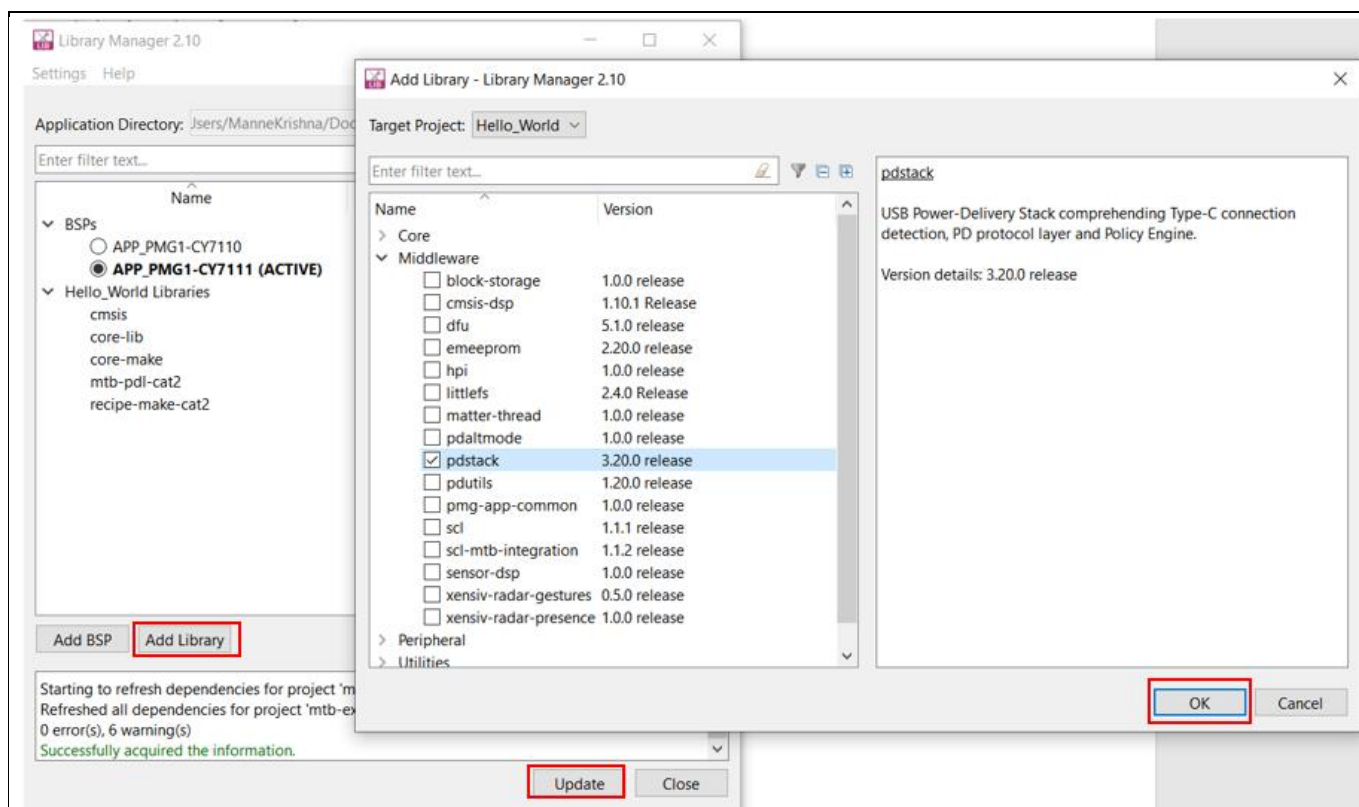 Library Manager 2.10
Settings Help
Application Directory: Jsers/ManneKrishna/Doc
Enter filter text...
Name
BSPs
APP_PMG1-CY7110
APP_PMG1-CY7111 (ACTIVE)
Hello_World Libraries
cmsis
core-lib
core-make
mtb-pdl-cat2
recipe-make-cat2
Add BSP Add Library
Starting to refresh dependencies for project 'm
Refreshed all dependencies for project 'mtb-ex
0 error(s), 6 warning(s)
Successfully acquired the information.
Update Close
Add Library - Library Manager 2.10
Target Project: Hello_World
Enter filter text...
Name Version
Core
Middleware
block-storage 1.0.0 release
cmsis-dsp 1.10.1 Release
dfu 5.1.0 release
emeeprom 2.20.0 release
hpi 1.0.0 release
littlefs 2.4.0 Release
matter-thread 1.0.0 release
pdaltmode 1.0.0 release
pdstack 3.20.0 release
pdutils 1.20.0 release
pmg-app-common 1.0.0 release
scl 1.1.1 release
scl-mtb-integration 1.1.2 release
sensor-dsp 1.0.0 release
xensiv-radar-gestures 0.5.0 release
xensiv-radar-presence 1.0.0 release
Peripheral
Utilities
pdstack
USB Power-Delivery Stack comprehending Type-C connection
detection, PD protocol layer and Policy Engine.
Version details: 3.20.0 release
OK Cancel